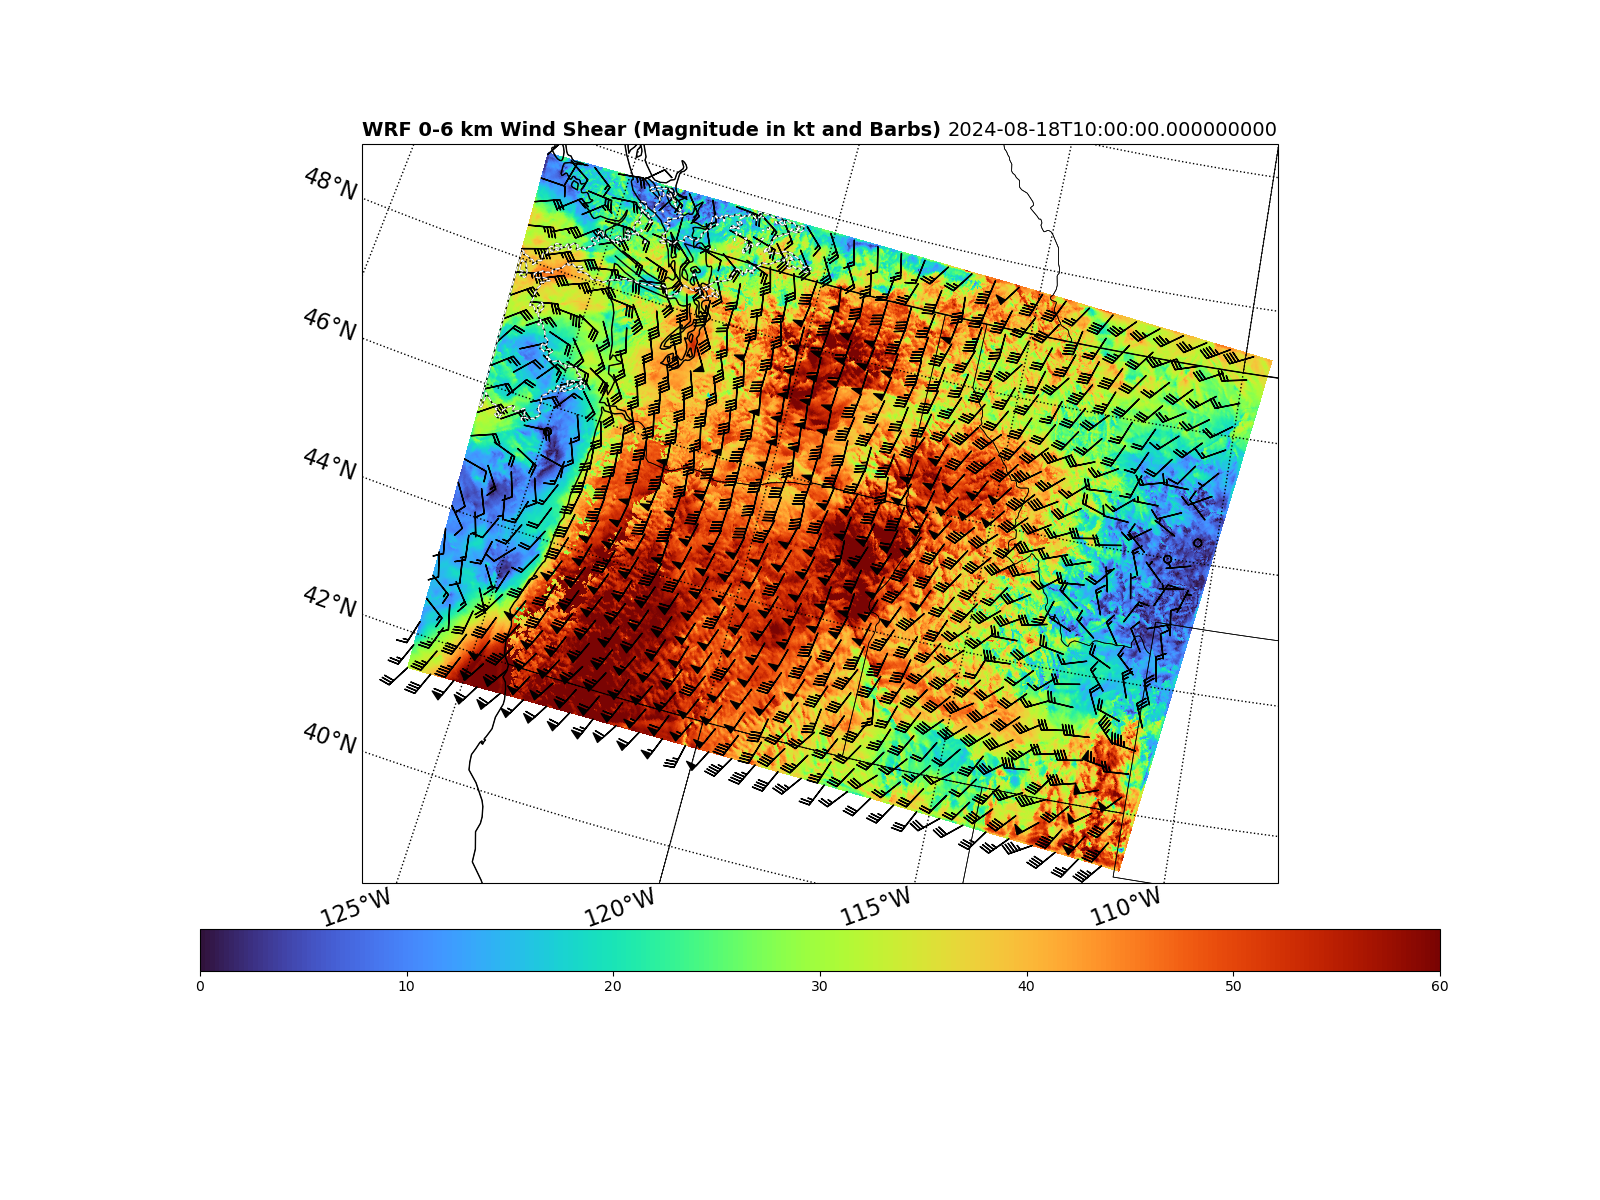 WRF 0-6 km Wind Shear (Magnitude in kt and Barbs) 2024-08-18T10:00:00.000000000
48°N
46°N
44°N
42°N
40°N
125°W 120°W 115°W 110°W
0 10 20 30 40 50 60